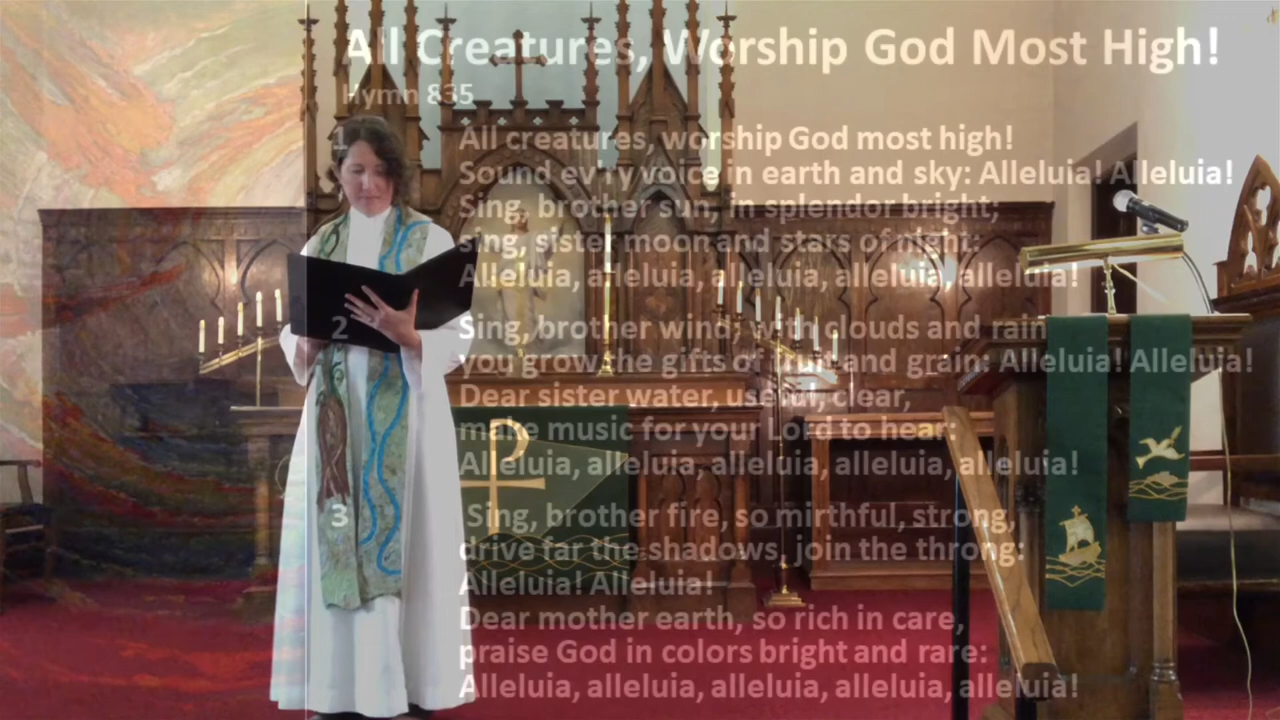 All Creatures, Worship God Most High!
Hymn 835
1 All creatures, worship God most high!
Sound ev'ry voice in earth and sky: Alleluia! Alleluia!
Sing, brother sun, in splendor bright;
sing, sister moon and stars of night:
Alleluia, alleluia, alleluia, alleluia, alleluia!
2 Sing, brother wind; with clouds and rain
you grow the gifts of fruit and grain: Alleluia! Alleluia!
Dear sister water, useful, clear,
make music for your Lord to hear:
Alleluia, alleluia, alleluia, alleluia, alleluia!
3 Sing, brother fire, so mirthful, strong,
drive far the shadows, join the throng:
Alleluia! Alleluia!
Dear mother earth, so rich in care,
praise God in colors bright and rare:
Alleluia, alleluia, alleluia, alleluia, alleluia!